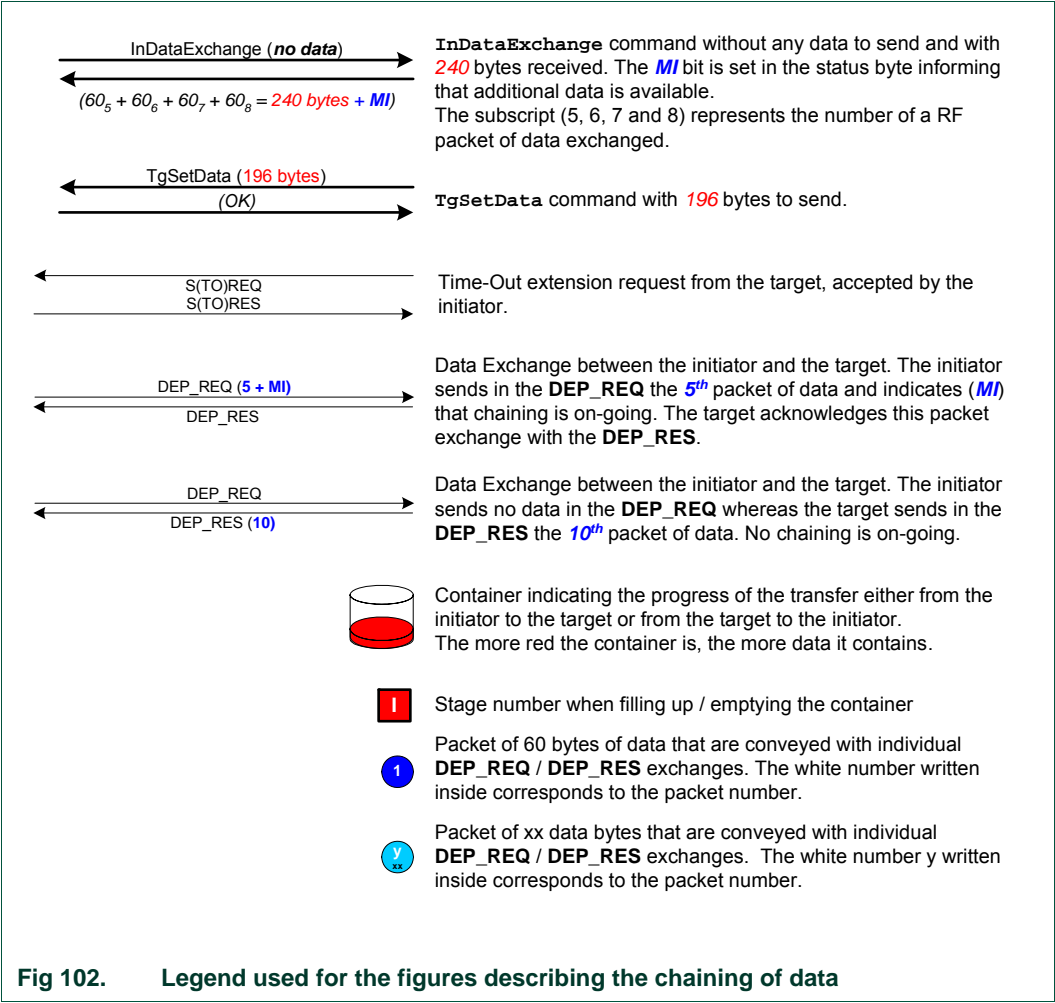 InDataExchange (no data)
(60₅ + 60₆ + 60₇ + 60₈ = 240 bytes + MI)
InDataExchange command without any data to send and with
240 bytes received. The MI bit is set in the status byte informing
that additional data is available.
The subscript (5, 6, 7 and 8) represents the number of a RF
packet of data exchanged.
TgSetData (196 bytes)
(OK)
TgSetData command with 196 bytes to send.
S(TO)REQ
S(TO)RES
Time-Out extension request from the target, accepted by the
initiator.
DEP_REQ (5 + MI)
DEP_RES
Data Exchange between the initiator and the target. The initiator
sends in the DEP_REQ the 5th packet of data and indicates (MI)
that chaining is on-going. The target acknowledges this packet
exchange with the DEP_RES.
DEP_REQ
DEP_RES (10)
Data Exchange between the initiator and the target. The initiator
sends no data in the DEP_REQ whereas the target sends in the
DEP_RES the 10th packet of data. No chaining is on-going.
Container indicating the progress of the transfer either from the
initiator to the target or from the target to the initiator.
The more red the container is, the more data it contains.
I
Stage number when filling up / emptying the container
1
Packet of 60 bytes of data that are conveyed with individual
DEP_REQ / DEP_RES exchanges. The white number written
inside corresponds to the packet number.
y
xx
Packet of xx data bytes that are conveyed with individual
DEP_REQ / DEP_RES exchanges. The white number y written
inside corresponds to the packet number.
Fig 102. Legend used for the figures describing the chaining of data